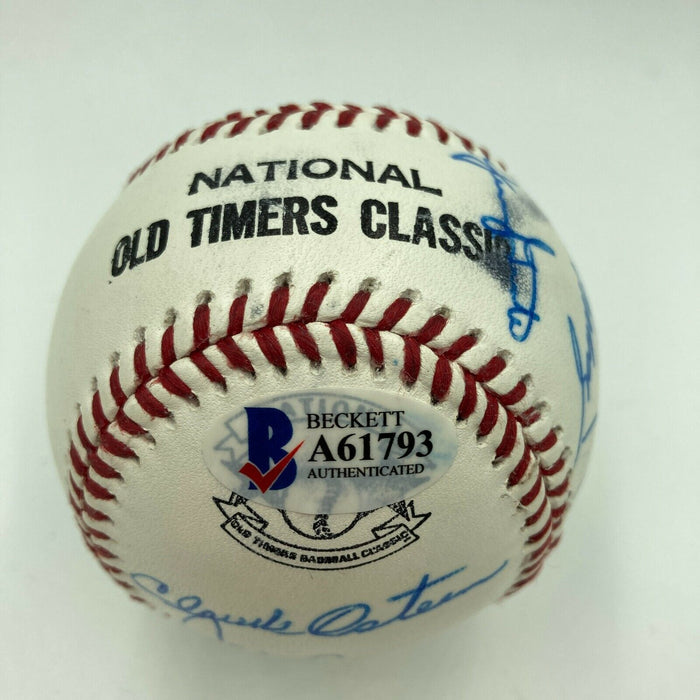 NATIONAL
OLD TIMERS CLASSIC
BECKETT
A61793
AUTHENTICATED
OLD TIMERS BASEBALL CLASSIC
Claude Osteen